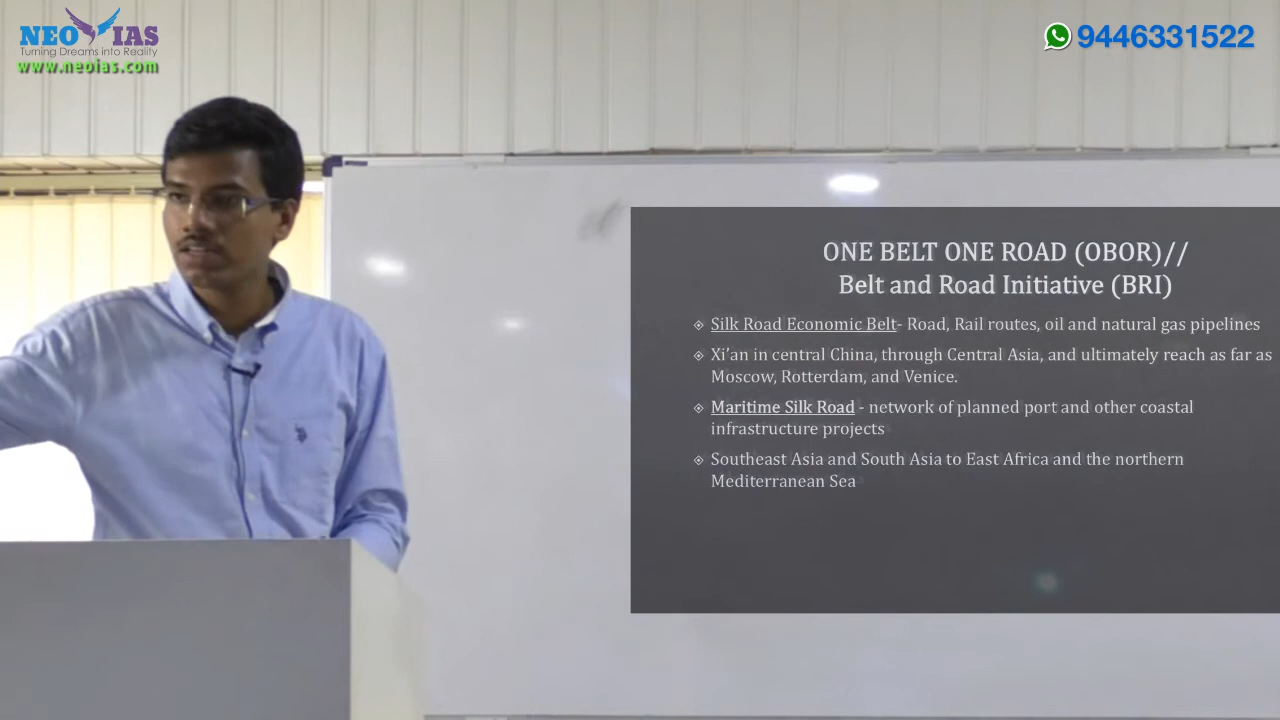 NEO IAS
Turning Dreams into Reality
www.neoias.com
9446331522
ONE BELT ONE ROAD (OBOR)//
Belt and Road Initiative (BRI)
Silk Road Economic Belt- Road, Rail routes, oil and natural gas pipelines
Xi’an in central China, through Central Asia, and ultimately reach as far as
Moscow, Rotterdam, and Venice.
Maritime Silk Road - network of planned port and other coastal
infrastructure projects
Southeast Asia and South Asia to East Africa and the northern
Mediterranean Sea